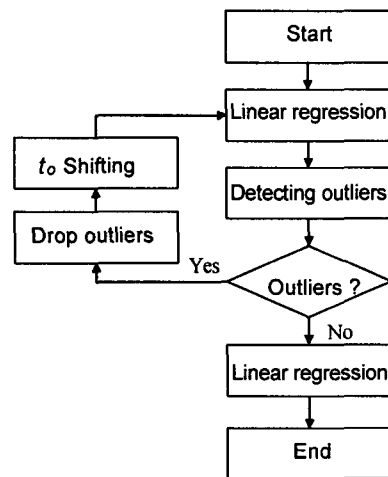 Start
Linear regression
t₀ Shifting
Detecting outliers
Drop outliers
Yes
Outliers ?
No
Linear regression
End